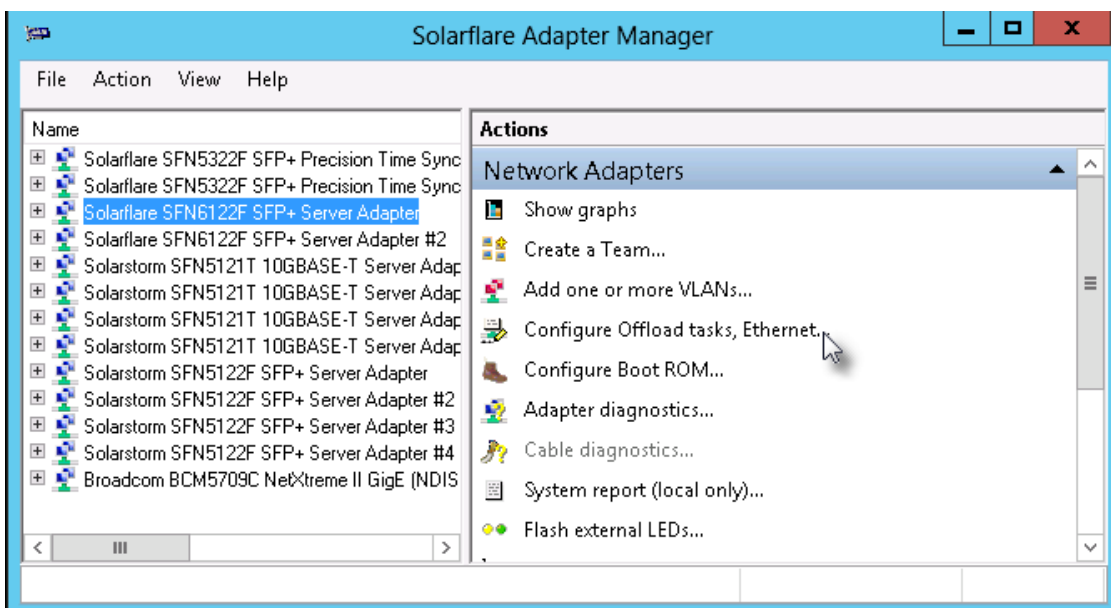 Solarflare Adapter Manager
File Action View Help
Name
Solarflare SFN5322F SFP+ Precision Time Sync
Solarflare SFN5322F SFP+ Precision Time Sync
Solarflare SFN6122F SFP+ Server Adapter
Solarflare SFN6122F SFP+ Server Adapter #2
Solarstorm SFN5121T 10GBASE-T Server Adap
Solarstorm SFN5121T 10GBASE-T Server Adap
Solarstorm SFN5121T 10GBASE-T Server Adap
Solarstorm SFN5121T 10GBASE-T Server Adap
Solarstorm SFN5122F SFP+ Server Adapter
Solarstorm SFN5122F SFP+ Server Adapter #2
Solarstorm SFN5122F SFP+ Server Adapter #3
Solarstorm SFN5122F SFP+ Server Adapter #4
Broadcom BCM5709C NetXtreme II GigE (NDIS
Actions
Network Adapters
Show graphs
Create a Team...
Add one or more VLANs...
Configure Offload tasks, Ethernet...
Configure Boot ROM...
Adapter diagnostics...
Cable diagnostics...
System report (local only)...
Flash external LEDs...